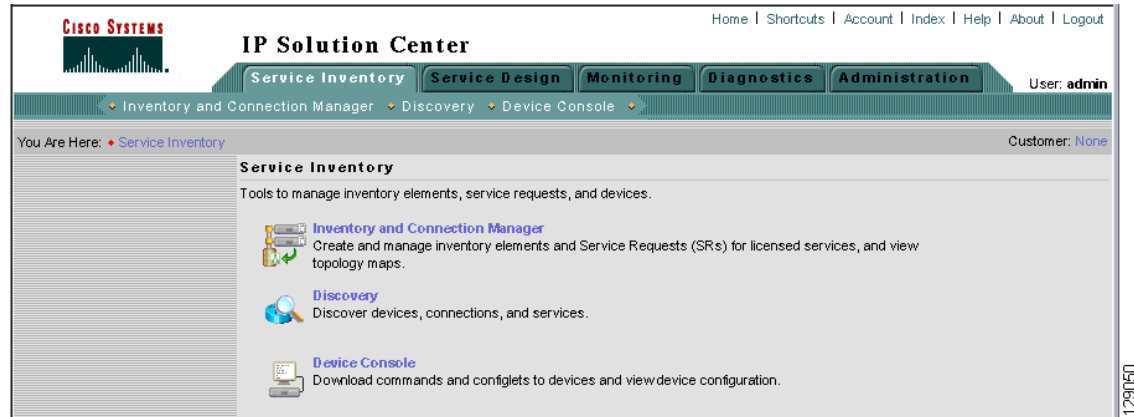 CISCO SYSTEMS
Home | Shortcuts | Account | Index | Help | About | Logout
IP Solution Center
Service Inventory Service Design Monitoring Diagnostics Administration
User: admin
Inventory and Connection Manager Discovery Device Console
You Are Here: Service Inventory
Customer: None
Service Inventory
Tools to manage inventory elements, service requests, and devices.
Inventory and Connection Manager
Create and manage inventory elements and Service Requests (SRs) for licensed services, and view
topology maps.
Discovery
Discover devices, connections, and services.
Device Console
Download commands and configlets to devices and view device configuration.
129050